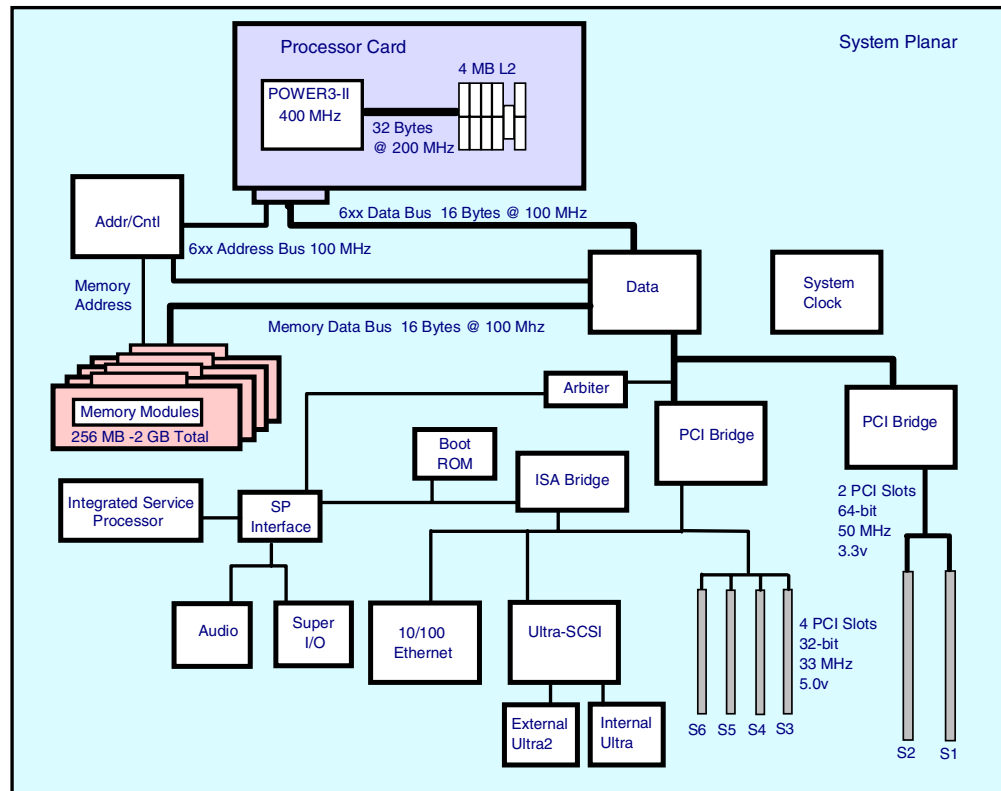 Processor Card
System Planar
4 MB L2
POWER3-II
400 MHz
32 Bytes
@ 200 MHz
6xx Data Bus 16 Bytes @ 100 MHz
Addr/Cntl
6xx Address Bus 100 MHz
Memory
Address
Data
System
Clock
Memory Data Bus 16 Bytes @ 100 Mhz
Memory Modules
256 MB -2 GB Total
Arbiter
PCI Bridge
PCI Bridge
Boot
ROM
ISA Bridge
Integrated Service
Processor
SP
Interface
2 PCI Slots
64-bit
50 MHz
3.3v
Audio
Super
I/O
10/100
Ethernet
Ultra-SCSI
4 PCI Slots
32-bit
33 MHz
5.0v
External
Ultra2
Internal
Ultra
S6
S5
S4
S3
S2
S1